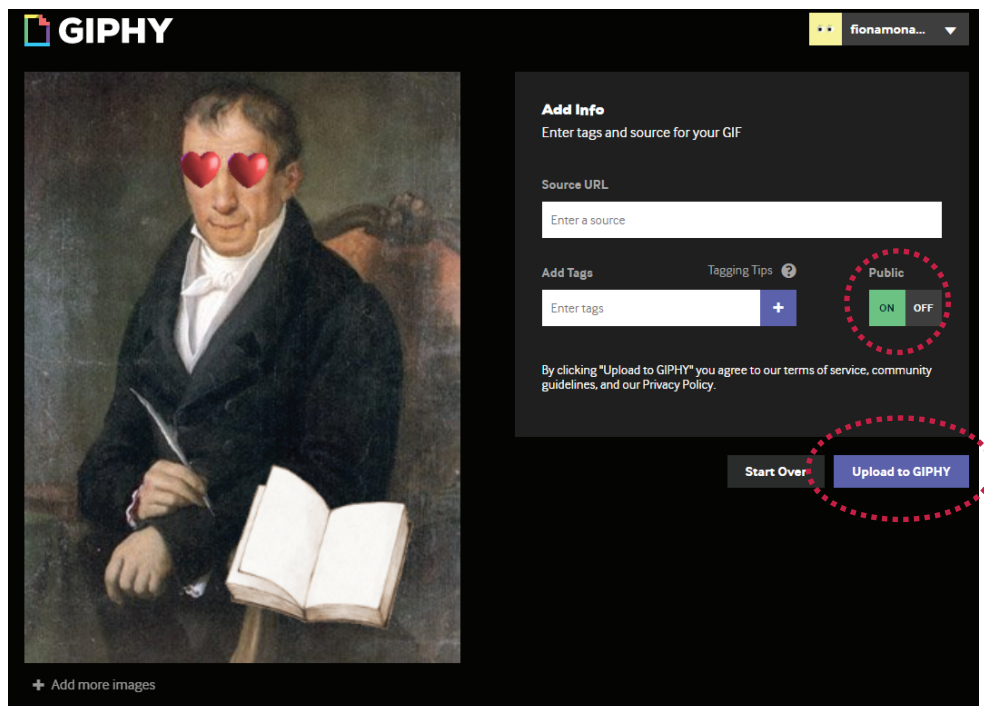 GIPHY
fionamona...
Add Info
Enter tags and source for your GIF
Source URL
Enter a source
Add Tags
Tagging Tips ?
Public
Enter tags
+
ON OFF
By clicking "Upload to GIPHY" you agree to our terms of service, community
guidelines, and our Privacy Policy.
Start Over
Upload to GIPHY
+ Add more images